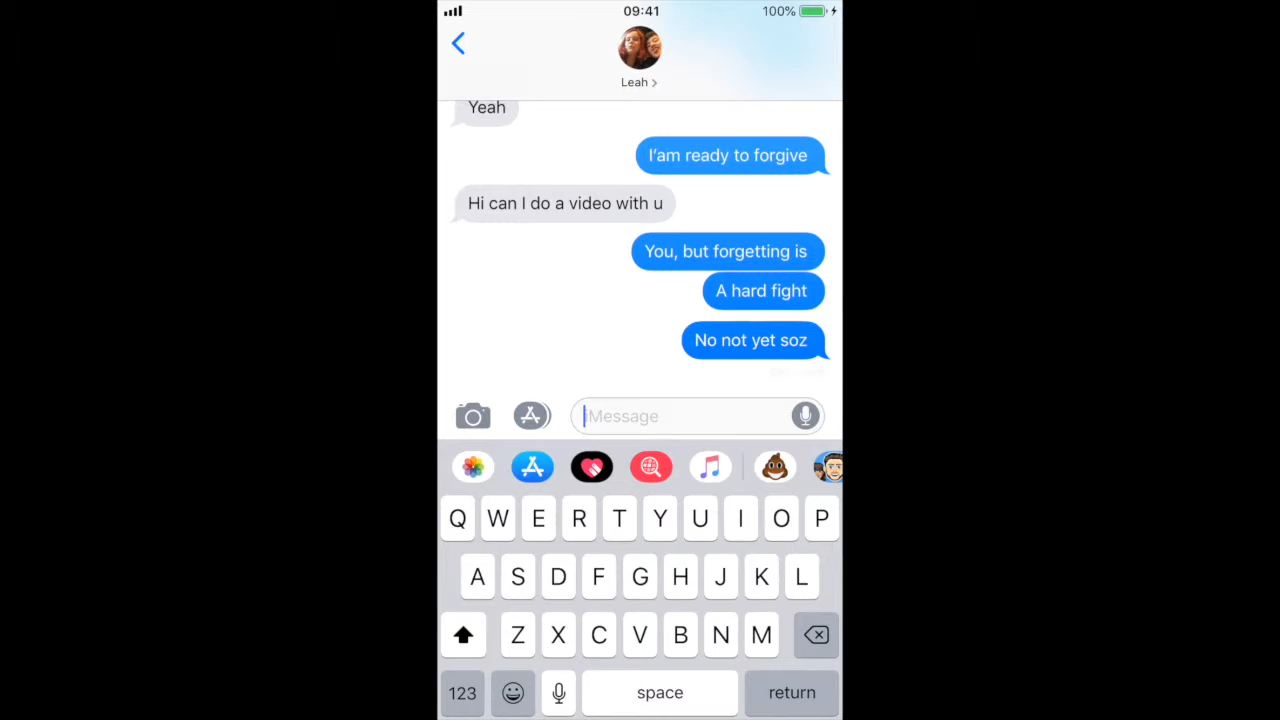 09:41
100%
Leah >
Yeah
I'am ready to forgive
Hi can I do a video with u
You, but forgetting is
A hard fight
No not yet soz
iMessage
Q W E R T Y U I O P
A S D F G H J K L
Z X C V B N M
123 space return